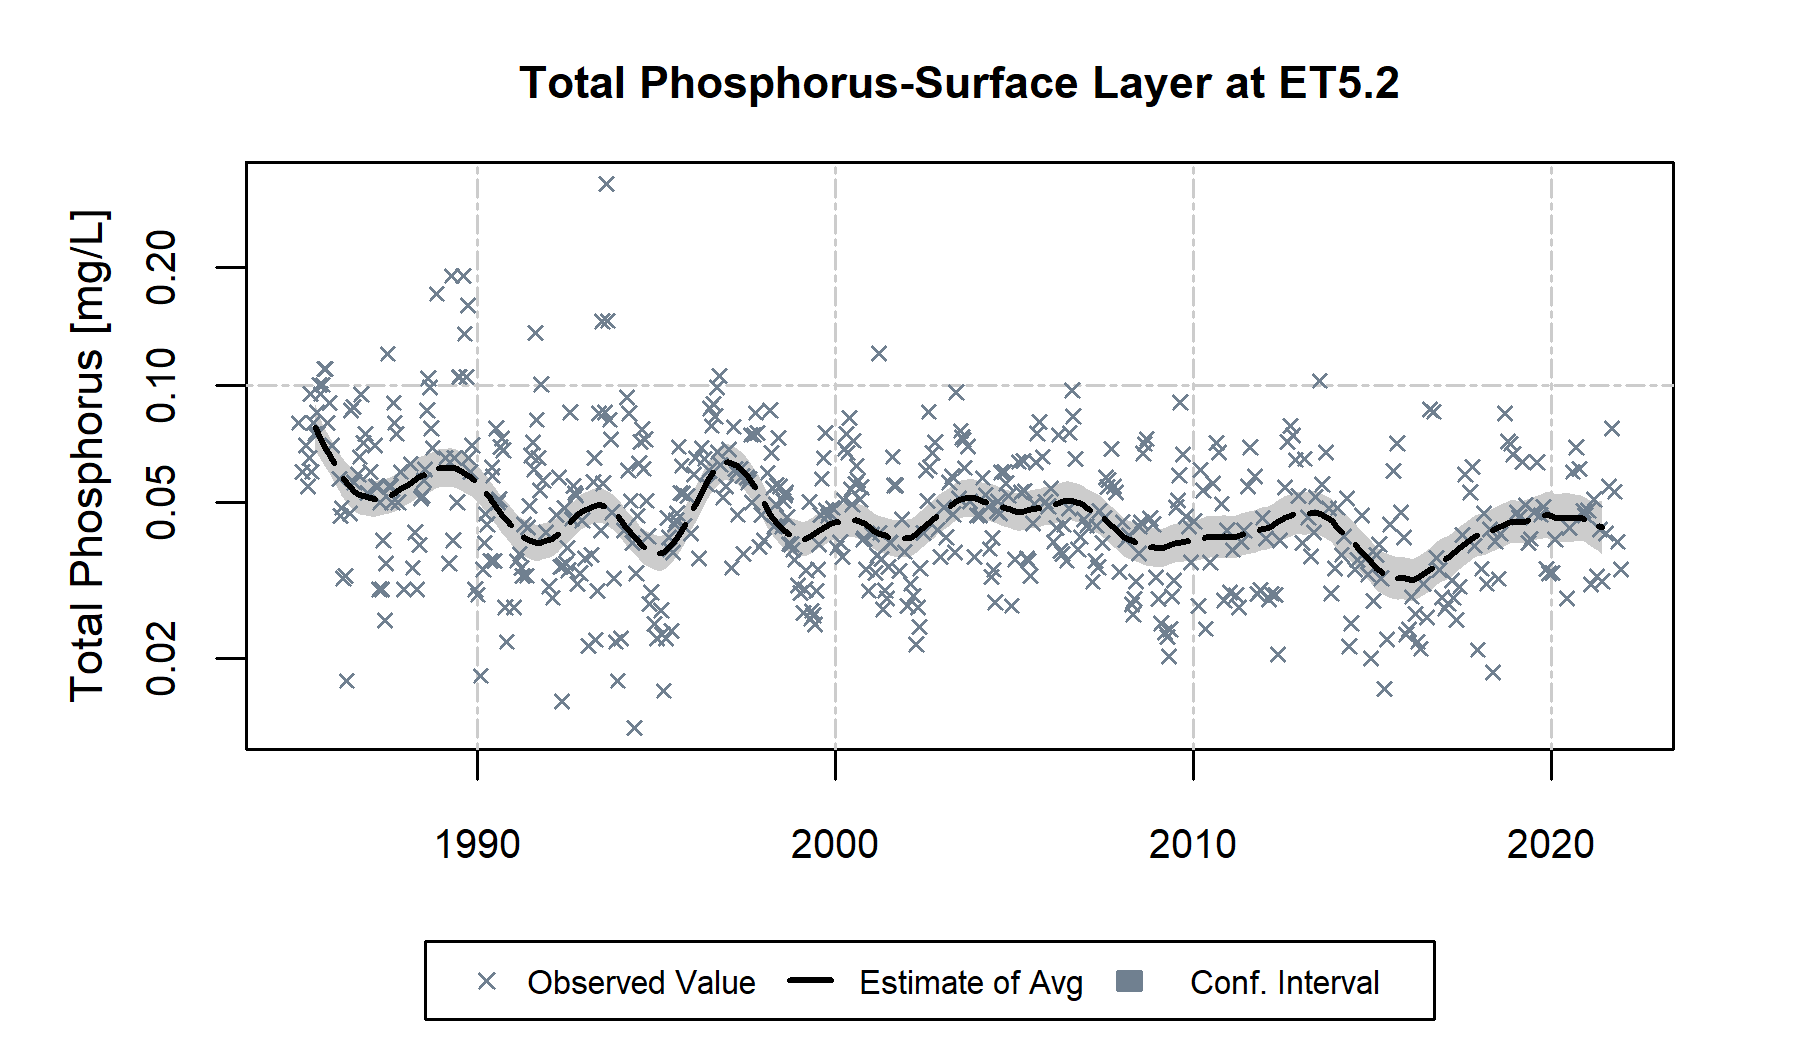 Total Phosphorus-Surface Layer at ET5.2
Total Phosphorus [mg/L]
0.20
0.10
0.05
0.02
1990 2000 2010 2020
Observed Value Estimate of Avg Conf. Interval